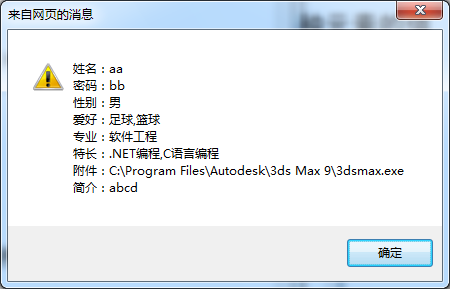 来自网页的消息
姓名：aa
密码：bb
性别：男
爱好：足球,篮球
专业：软件工程
特长：.NET编程,C语言编程
附件：C:\Program Files\Autodesk\3ds Max 9\3dsmax.exe
简介：abcd
确定